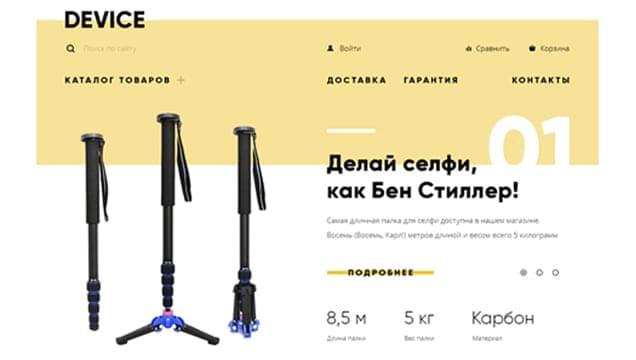 DEVICE
Поиск по сайту
Войти
Сравнить
Корзина
КАТАЛОГ ТОВАРОВ +
ДОСТАВКА
ГАРАНТИЯ
КОНТАКТЫ
01
Делай селфи,
как Бен Стиллер!
Самая длинная палка для селфи доступна в нашем магазине.
Восемь (Восемь, Карл!) метров длиной и весом всего 5 килограмм
ПОДРОБНЕЕ
8,5 м
5 кг
Карбон
Длина палки
Вес палки
Материал